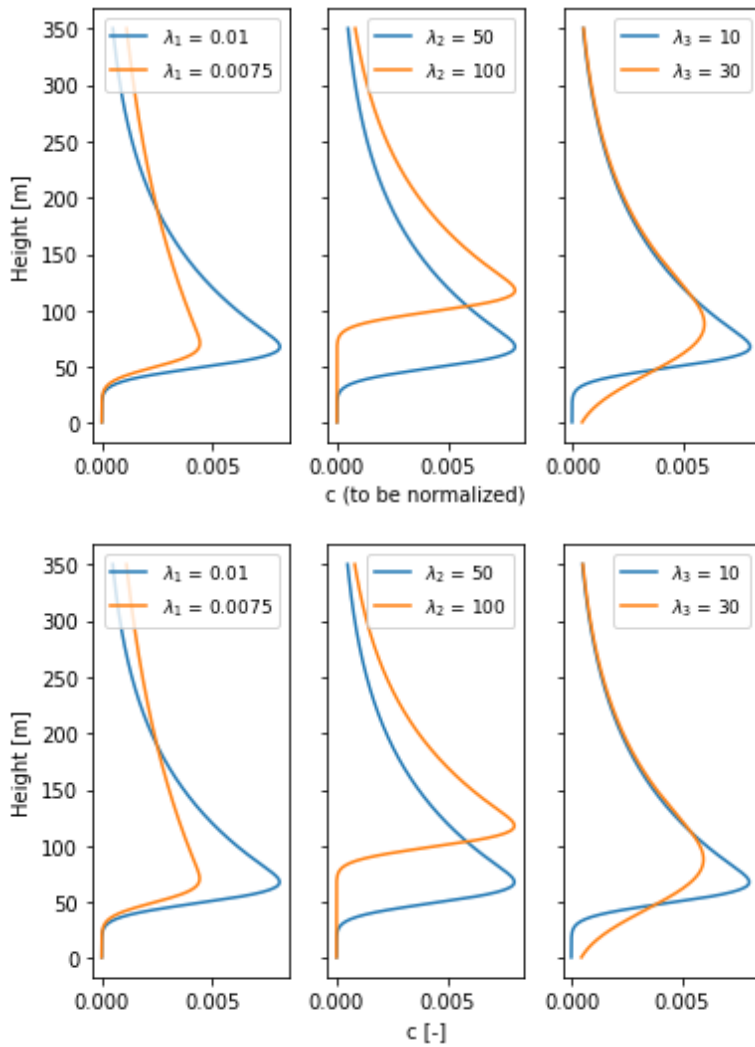 λ₁ = 0.01
λ₁ = 0.0075
λ₂ = 50
λ₂ = 100
λ₃ = 10
λ₃ = 30
Height [m]
350
300
250
200
150
100
50
0
0.000 0.005 0.000 0.005 0.000 0.005
c (to be normalized)
λ₁ = 0.01
λ₁ = 0.0075
λ₂ = 50
λ₂ = 100
λ₃ = 10
λ₃ = 30
Height [m]
350
300
250
200
150
100
50
0
0.000 0.005 0.000 0.005 0.000 0.005
c [-]